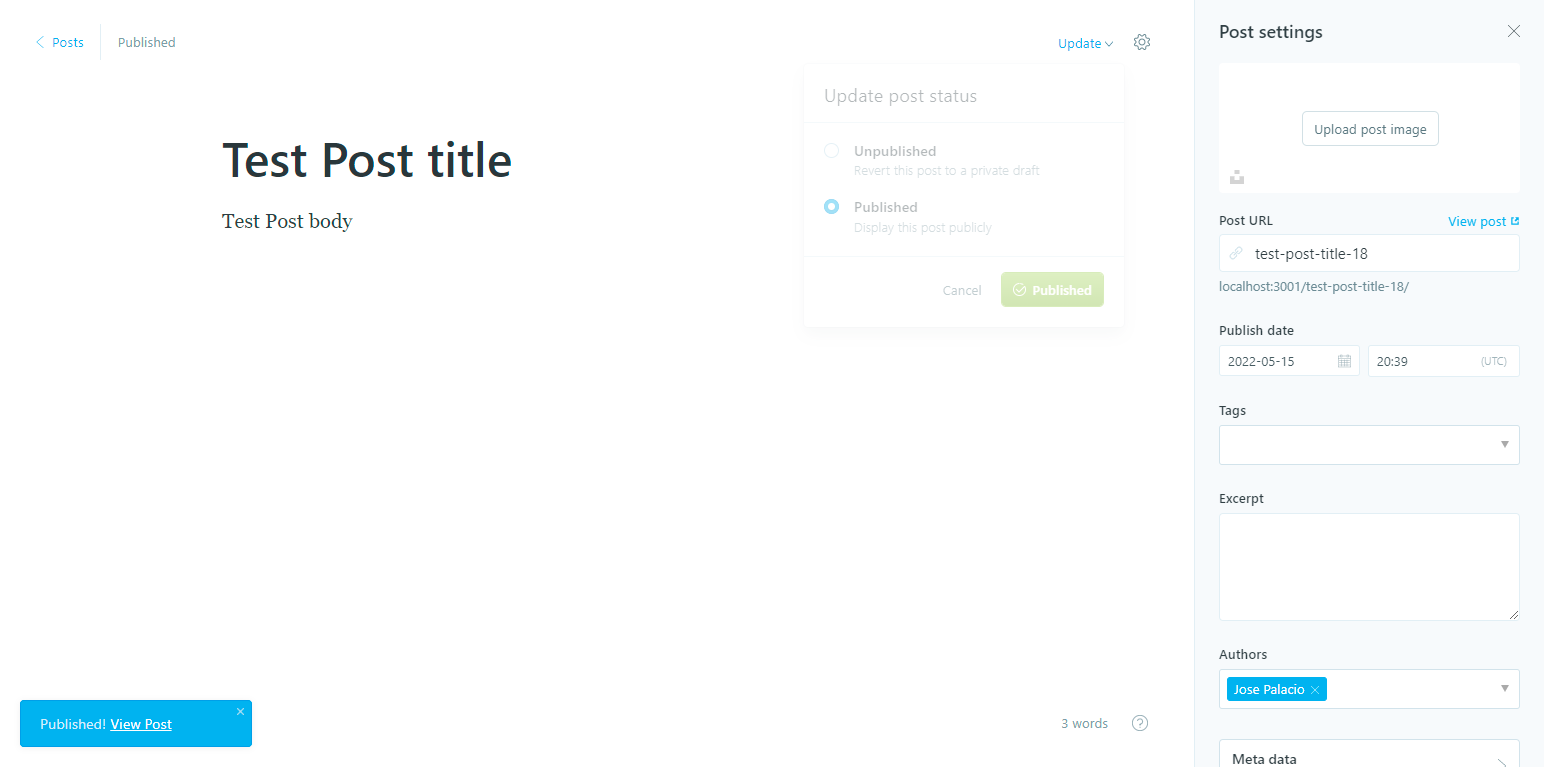 Posts
Published
Update
Update post status
Unpublished
Revert this post to a private draft
Published
Display this post publicly
Cancel
Published
Test Post title
Test Post body
Published! View Post
3 words
Post settings
Upload post image
Post URL
View post
test-post-title-18
localhost:3001/test-post-title-18/
Publish date
2022-05-15
20:39
(UTC)
Tags
Excerpt
Authors
Jose Palacio
Meta data